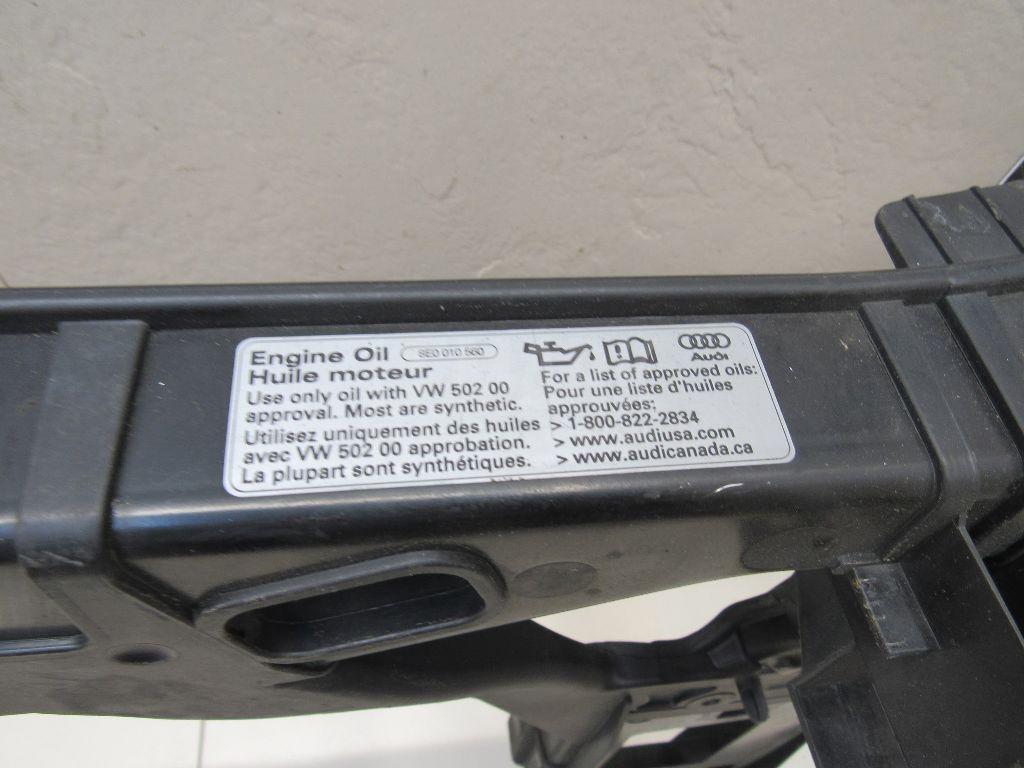 Engine Oil 8E0 010 560
Huile moteur
Use only oil with VW 502 00
approval. Most are synthetic.
Utilisez uniquement des huiles
avec VW 502 00 approbation.
La plupart sont synthétiques.
Audi
For a list of approved oils:
Pour une liste d'huiles
approuvées:
> 1-800-822-2834
> www.audiusa.com
> www.audicanada.ca